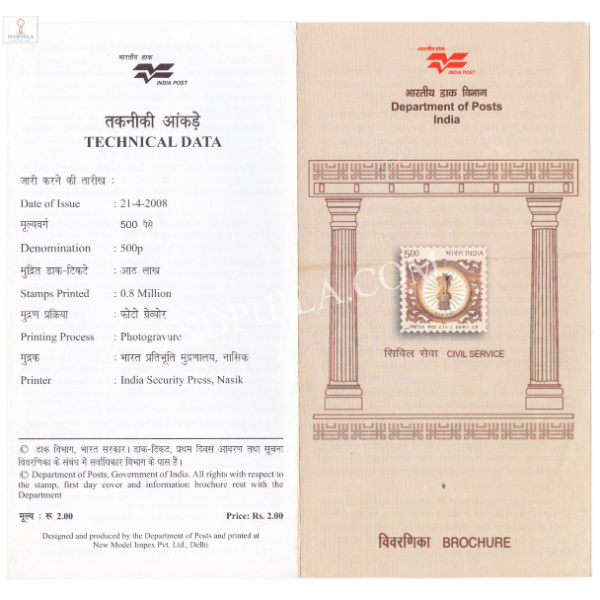 भारतीय डाक
INDIA POST
तकनीकी आंकड़े
TECHNICAL DATA
जारी करने की तारीख :
Date of Issue : 21-4-2008
मूल्यवर्ग 500 पैसे
Denomination : 500p
मुद्रित डाक-टिकटें : आठ लाख
Stamps Printed : 0.8 Million
मुद्रण प्रक्रिया : फोटो ग्रेव्योर
Printing Process : Photogravure
मुद्रक : भारत प्रतिभूति मुद्रणालय, नासिक
Printer : India Security Press, Nasik
© डाक विभाग, भारत सरकार। डाक-टिकट, प्रथम दिवस आवरण तथा सूचना
विवरणिका के संबंध में सर्वाधिकार विभाग के पास हैं।
© Department of Posts, Government of India. All rights with respect to
the stamp, first day cover and information brochure rest with the
Department
मूल्य : रू 2.00 Price: Rs. 2.00
Designed and produced by the Department of Posts and printed at
New Model Impex Pvt. Ltd., Delhi
भारतीय डाक
INDIA POST
भारतीय डाक विभाग
Department of Posts
India
5.00 भारत INDIA
सिविल सेवा CIVIL SERVICE
विवरणिका BROCHURE